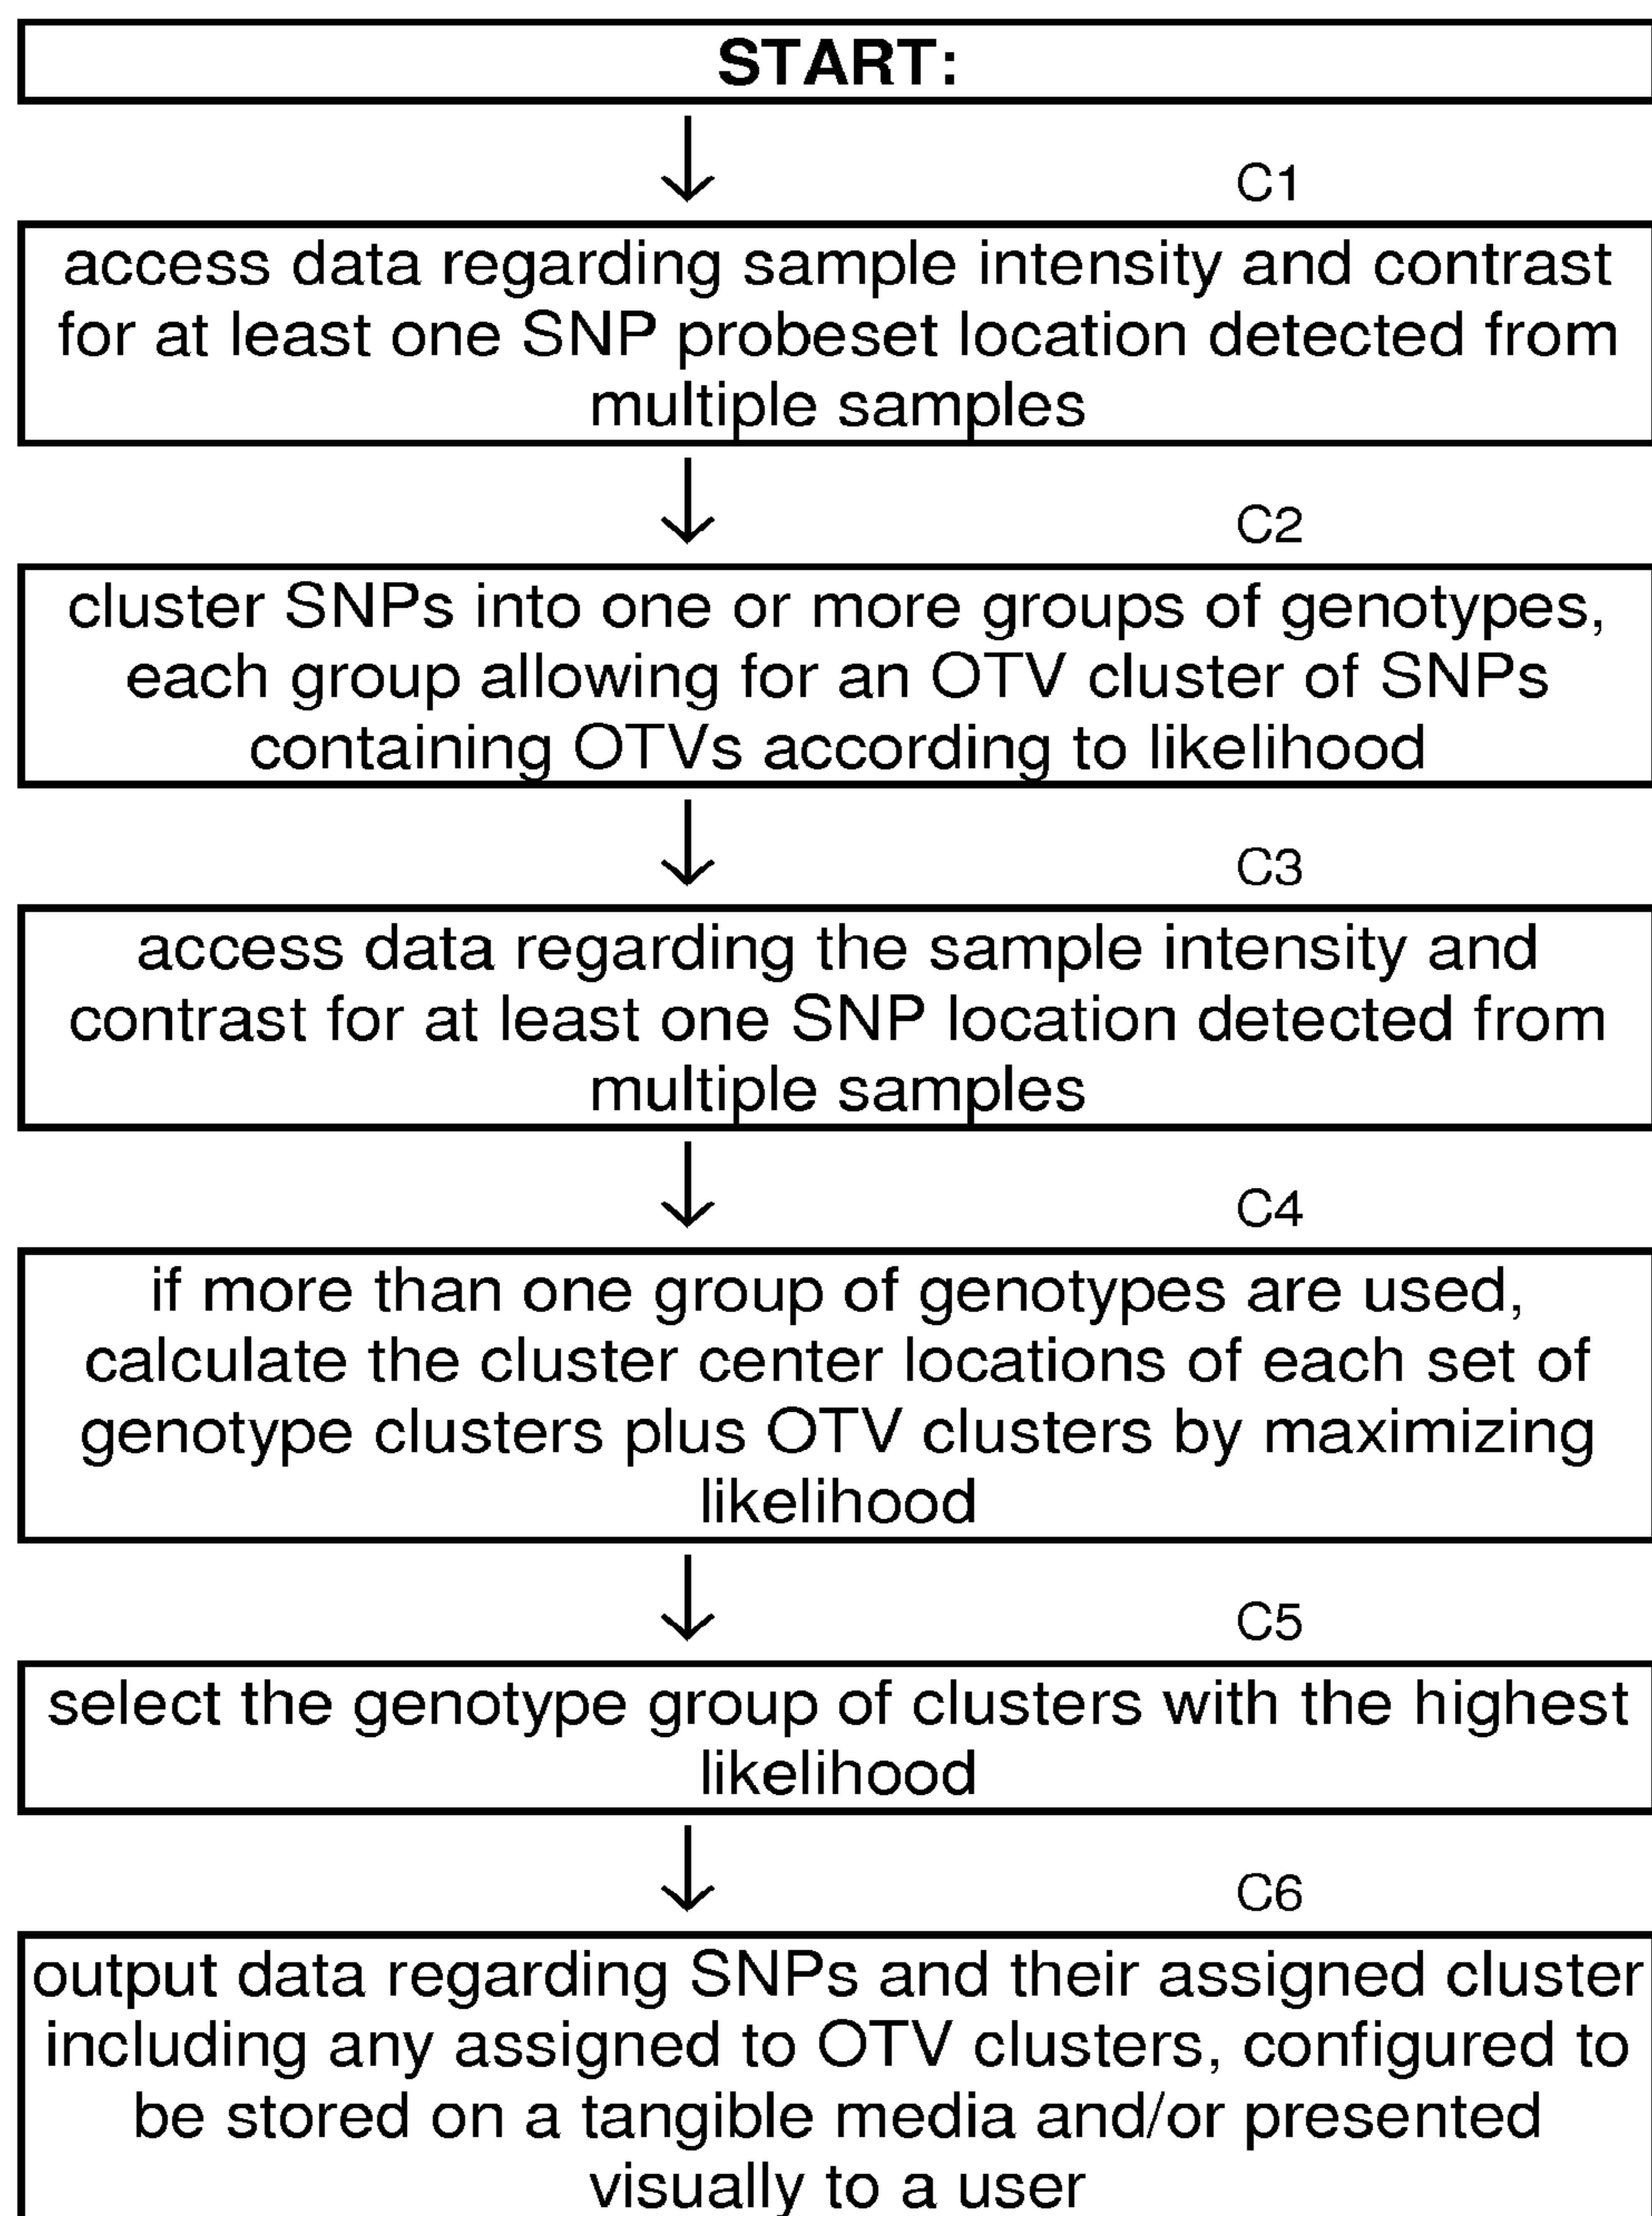 START:
C1
access data regarding sample intensity and contrast
for at least one SNP probeset location detected from
multiple samples
C2
cluster SNPs into one or more groups of genotypes,
each group allowing for an OTV cluster of SNPs
containing OTVs according to likelihood
C3
access data regarding the sample intensity and
contrast for at least one SNP location detected from
multiple samples
C4
if more than one group of genotypes are used,
calculate the cluster center locations of each set of
genotype clusters plus OTV clusters by maximizing
likelihood
C5
select the genotype group of clusters with the highest
likelihood
C6
output data regarding SNPs and their assigned cluster
including any assigned to OTV clusters, configured to
be stored on a tangible media and/or presented
visually to a user